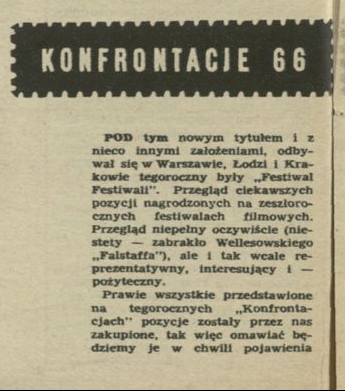 KONFRONTACJE 66
POD tym nowym tytułem i z
nieco innymi założeniami, odby-
wał się w Warszawie, Łodzi i Kra-
kowie tegoroczny były „Festiwal
Festiwali". Przegląd ciekawszych
pozycji nagrodzonych na zeszłoro-
cznych festiwalach filmowych.
Przegląd niepełny oczywiście (nie-
stety — zabrakło Wellesowskiego
„Falstaffa"), ale i tak wcale re-
prezentatywny, interesujący i —
pożyteczny.
Prawie wszystkie przedstawione
na tegorocznych „Konfronta-
cjach" pozycje zostały przez nas
zakupione, tak więc omawiać bę-
dziemy je w chwili pojawienia